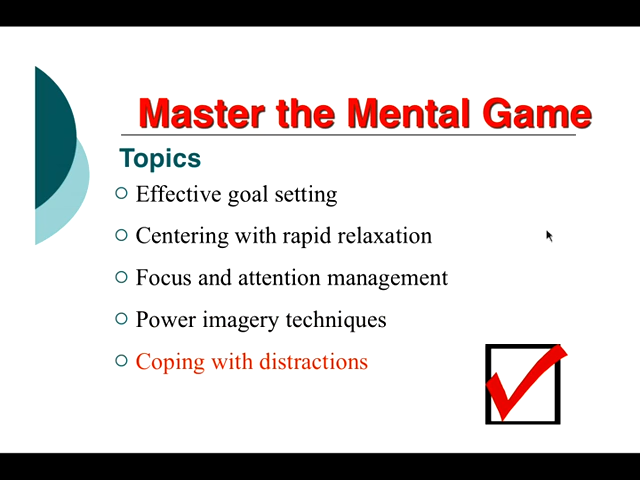 Master the Mental Game
Topics
Effective goal setting
Centering with rapid relaxation
Focus and attention management
Power imagery techniques
Coping with distractions